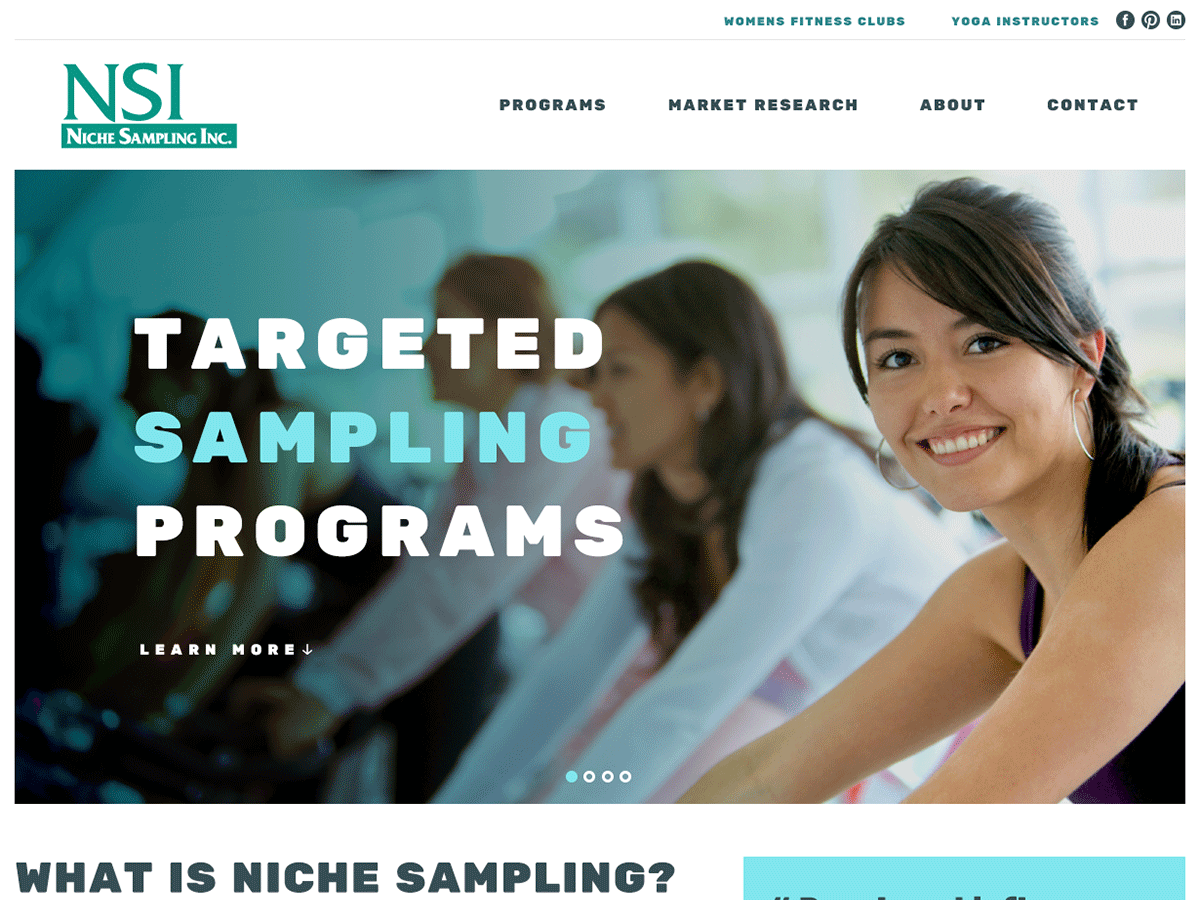 WOMENS FITNESS CLUBS YOGA INSTRUCTORS
NSI
NICHE SAMPLING INC.
PROGRAMS MARKET RESEARCH ABOUT CONTACT
TARGETED
SAMPLING
PROGRAMS
LEARN MORE↓
WHAT IS NICHE SAMPLING?